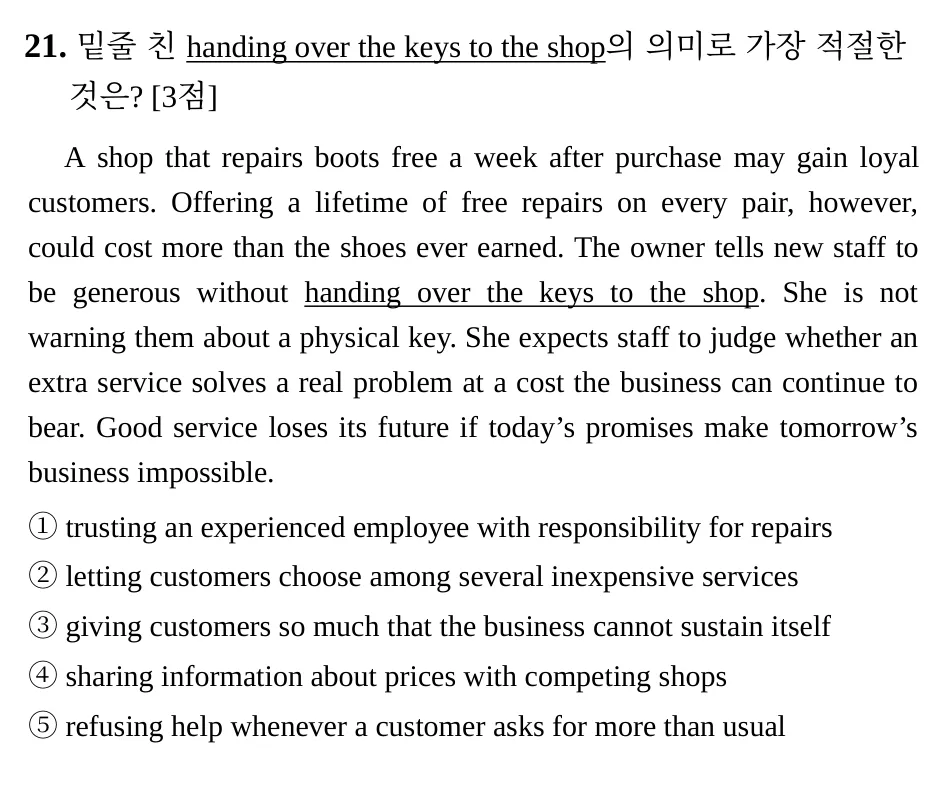 21. 밑줄 친 handing over the keys to the shop의 의미로 가장 적절한
것은? [3점]
A shop that repairs boots free a week after purchase may gain loyal
customers. Offering a lifetime of free repairs on every pair, however,
could cost more than the shoes ever earned. The owner tells new staff to
be generous without handing over the keys to the shop. She is not
warning them about a physical key. She expects staff to judge whether an
extra service solves a real problem at a cost the business can continue to
bear. Good service loses its future if today’s promises make tomorrow’s
business impossible.
① trusting an experienced employee with responsibility for repairs
② letting customers choose among several inexpensive services
③ giving customers so much that the business cannot sustain itself
④ sharing information about prices with competing shops
⑤ refusing help whenever a customer asks for more than usual